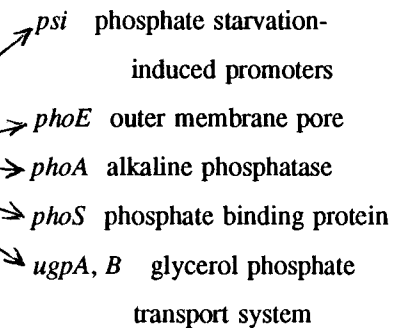 psi phosphate starvation-
induced promoters
phoE outer membrane pore
phoA alkaline phosphatase
phoS phosphate binding protein
ugpA, B glycerol phosphate
transport system